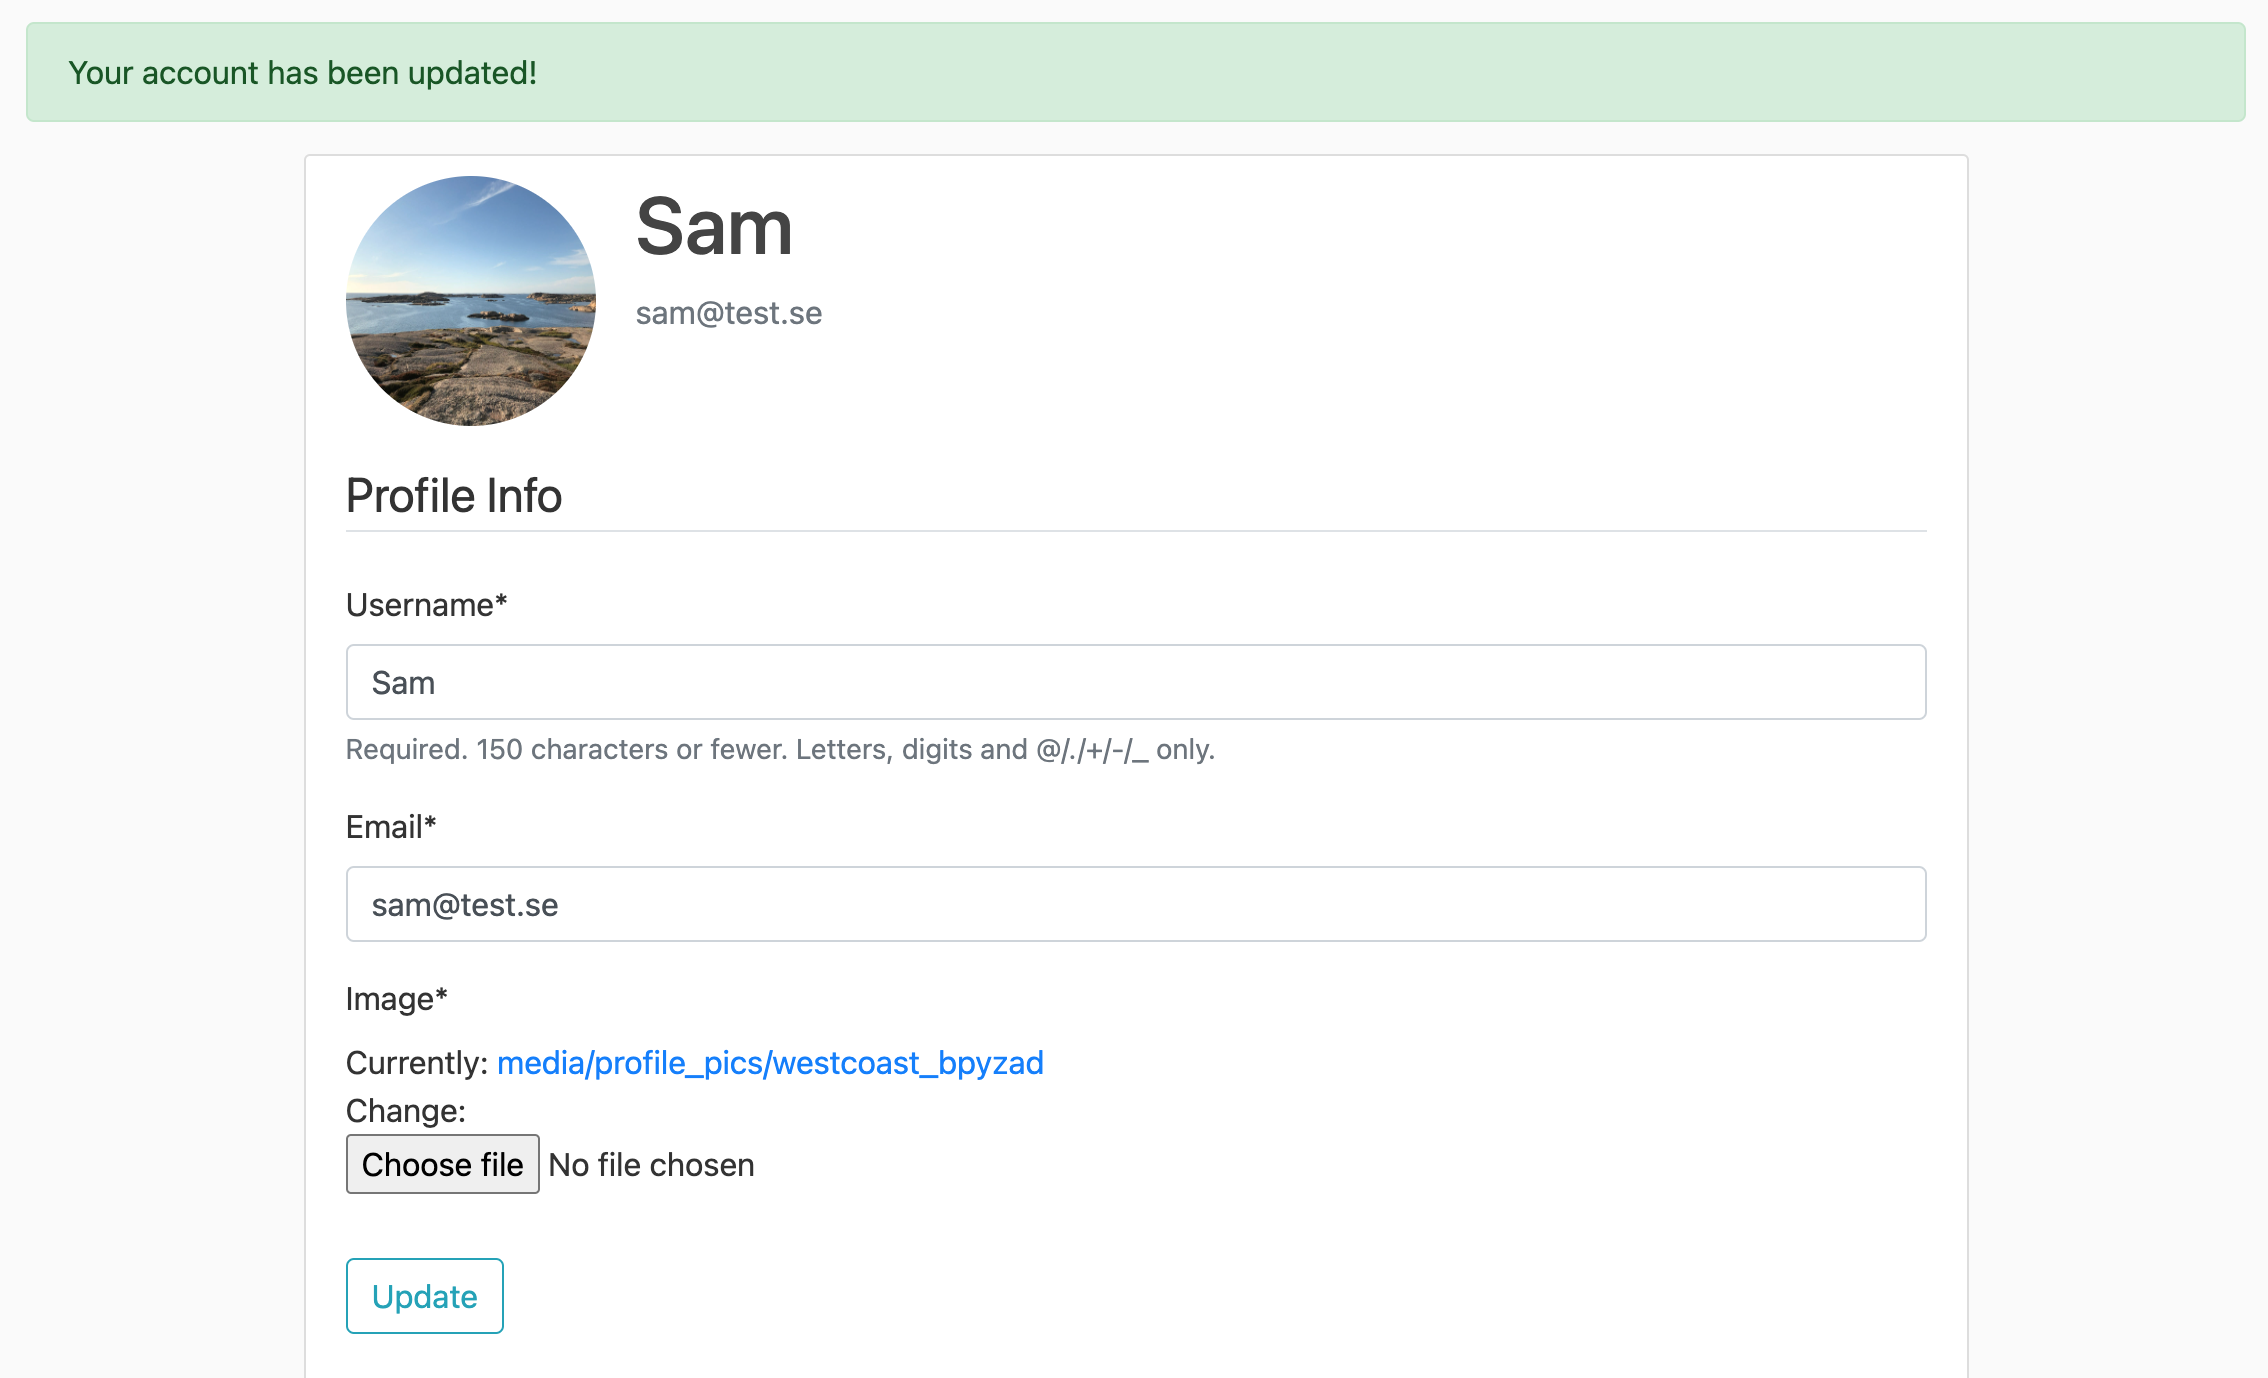 Your account has been updated!
Sam
sam@test.se
Profile Info
Username*
Sam
Required. 150 characters or fewer. Letters, digits and @/./+/-/_ only.
Email*
sam@test.se
Image*
Currently: media/profile_pics/westcoast_bpyzad
Change:
Choose file No file chosen
Update